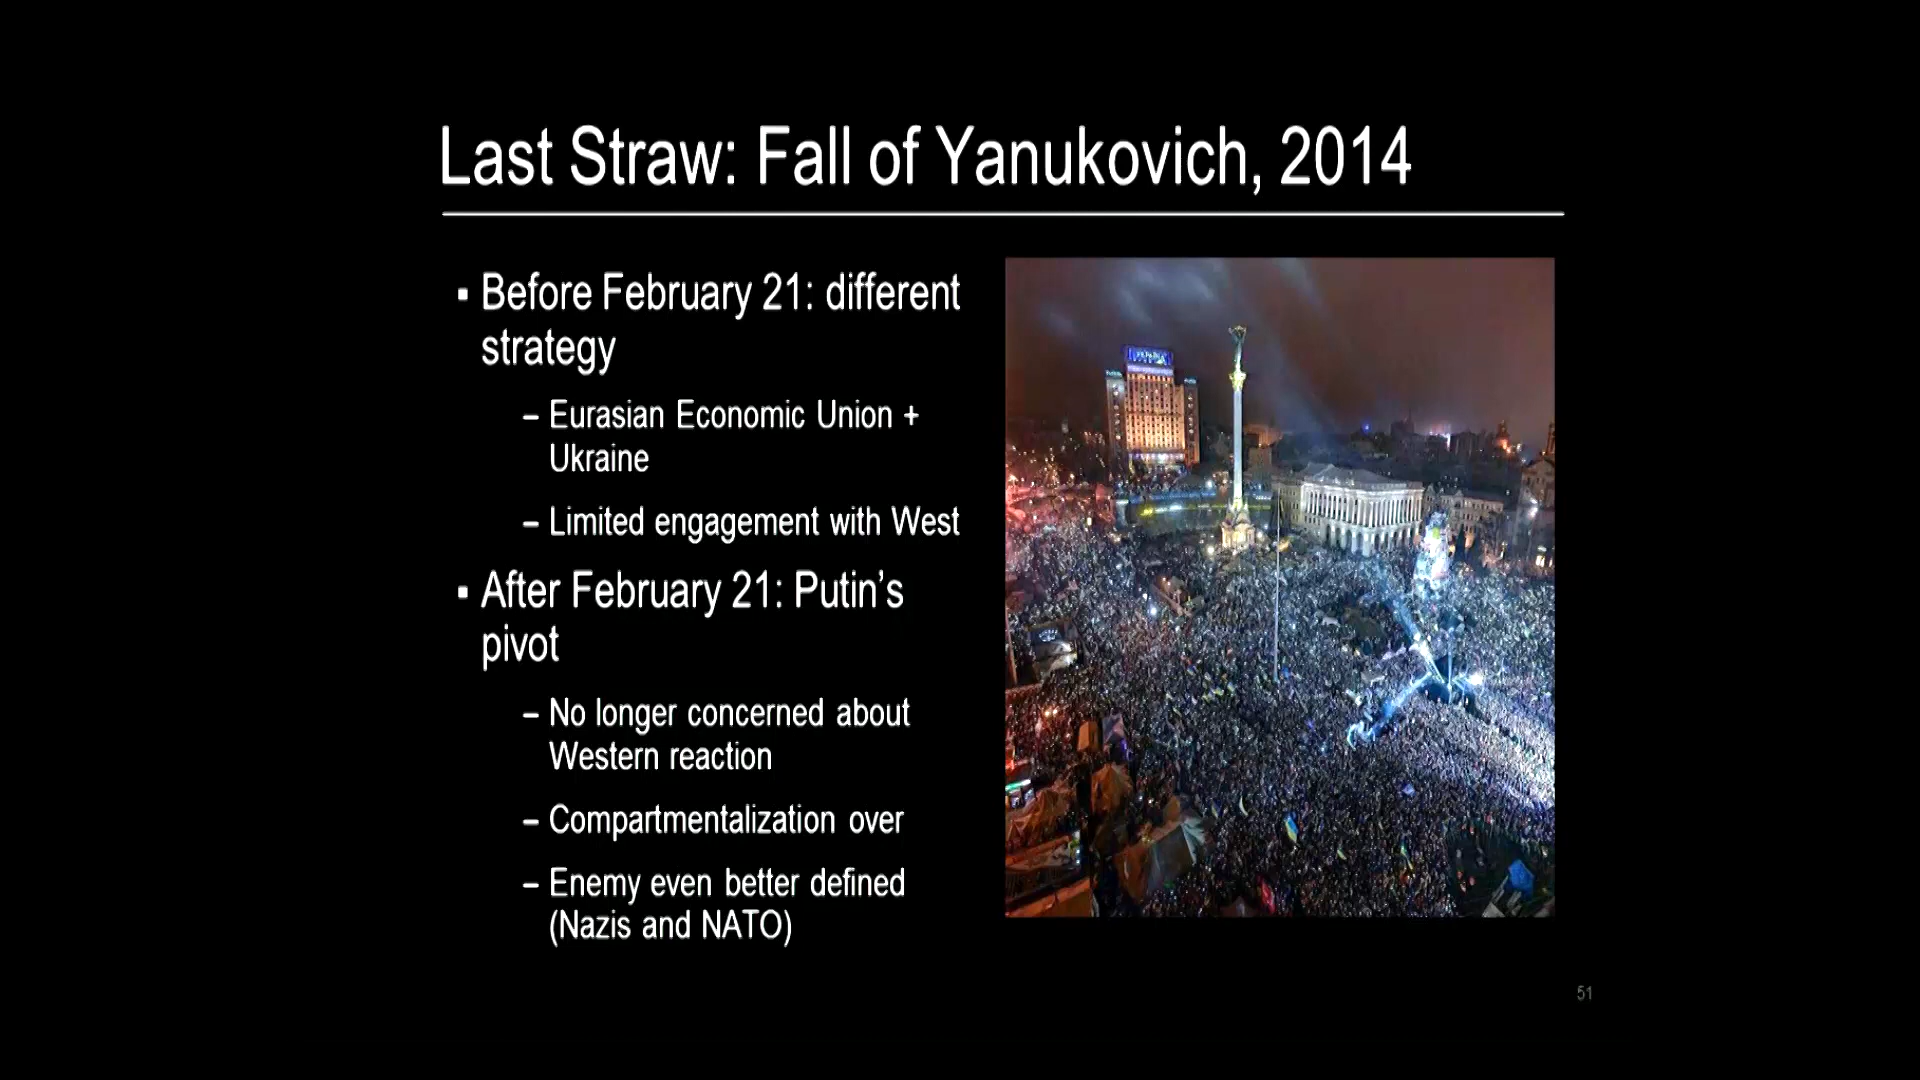 Last Straw: Fall of Yanukovich, 2014
▪ Before February 21: different
strategy
– Eurasian Economic Union +
Ukraine
– Limited engagement with West
▪ After February 21: Putin’s
pivot
– No longer concerned about
Western reaction
– Compartmentalization over
– Enemy even better defined
(Nazis and NATO)
51